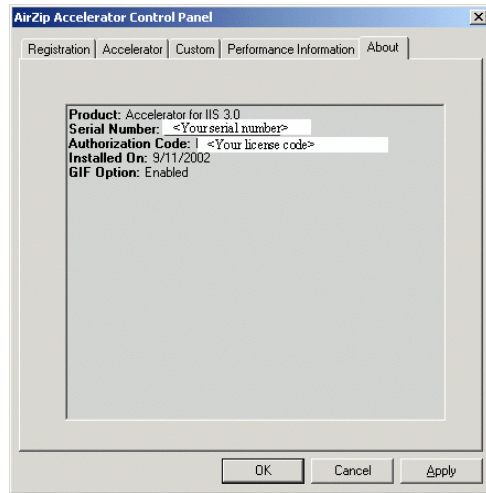 AirZip Accelerator Control Panel
Registration Accelerator Custom Performance Information About
Product: Accelerator for IIS 3.0
Serial Number: <Your serial number>
Authorization Code: <Your license code>
Installed On: 9/11/2002
GIF Option: Enabled
OK Cancel Apply